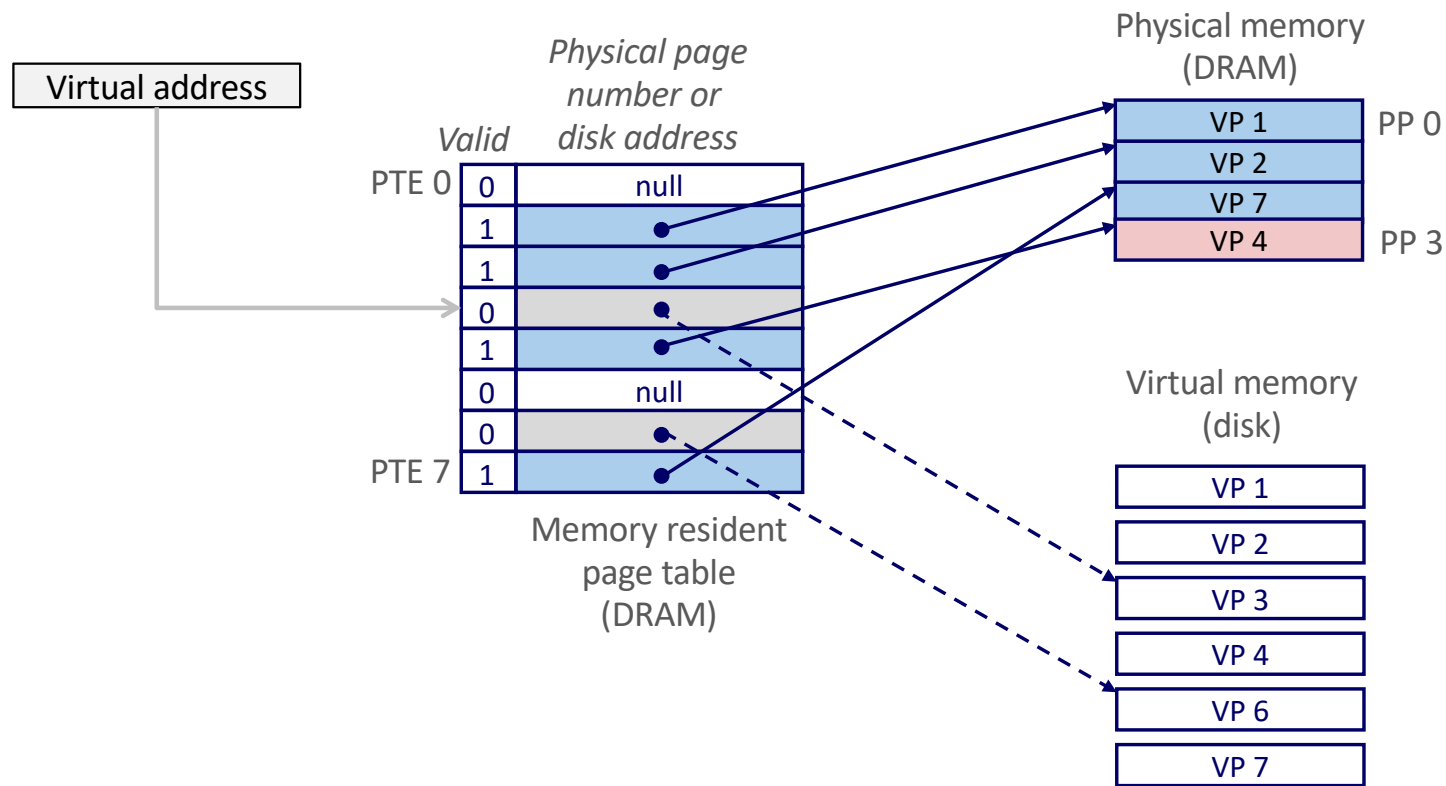 Virtual address
Physical page
number or
disk address
Valid
PTE 0
0
null
1
1
0
1
0
null
0
PTE 7
1
Memory resident
page table
(DRAM)
Physical memory
(DRAM)
VP 1
PP 0
VP 2
VP 7
VP 4
PP 3
Virtual memory
(disk)
VP 1
VP 2
VP 3
VP 4
VP 6
VP 7